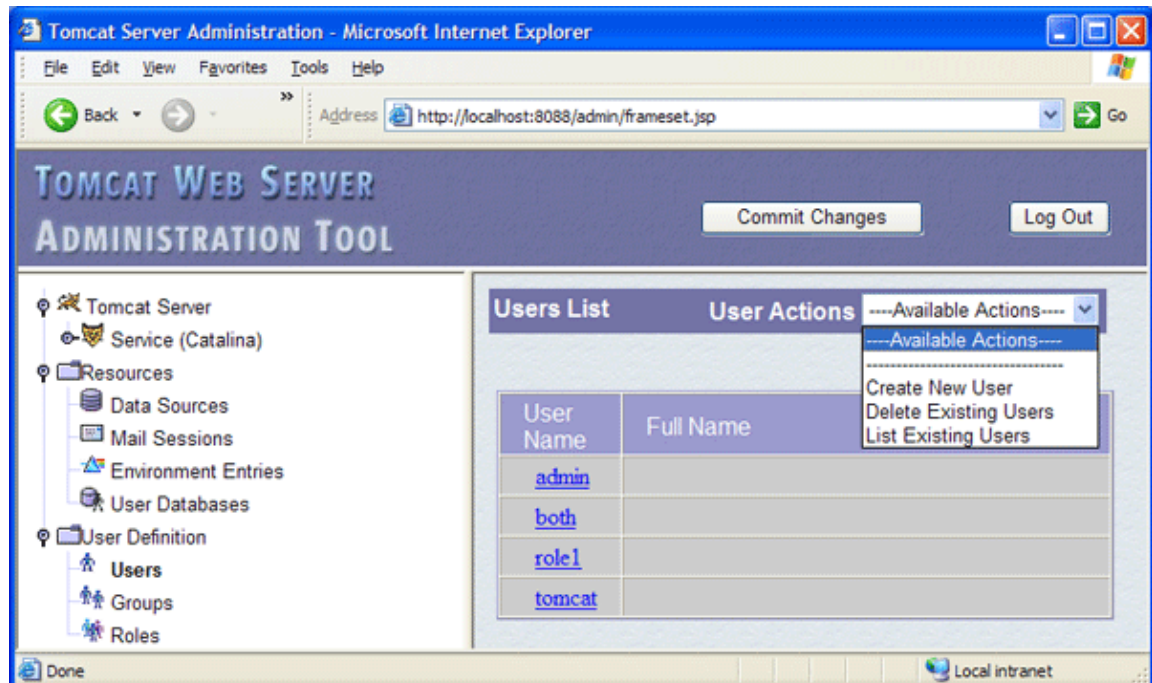 Tomcat Server Administration - Microsoft Internet Explorer
File Edit View Favorites Tools Help
Back » Address http://localhost:8088/admin/frameset.jsp Go
TOMCAT WEB SERVER
ADMINISTRATION TOOL
Commit Changes Log Out
Tomcat Server
Service (Catalina)
Resources
Data Sources
Mail Sessions
Environment Entries
User Databases
User Definition
Users
Groups
Roles
Users List User Actions ----Available Actions----
----Available Actions----
---------------------------------
Create New User
Delete Existing Users
List Existing Users
User Name Full Name
admin
both
role1
tomcat
Done Local intranet